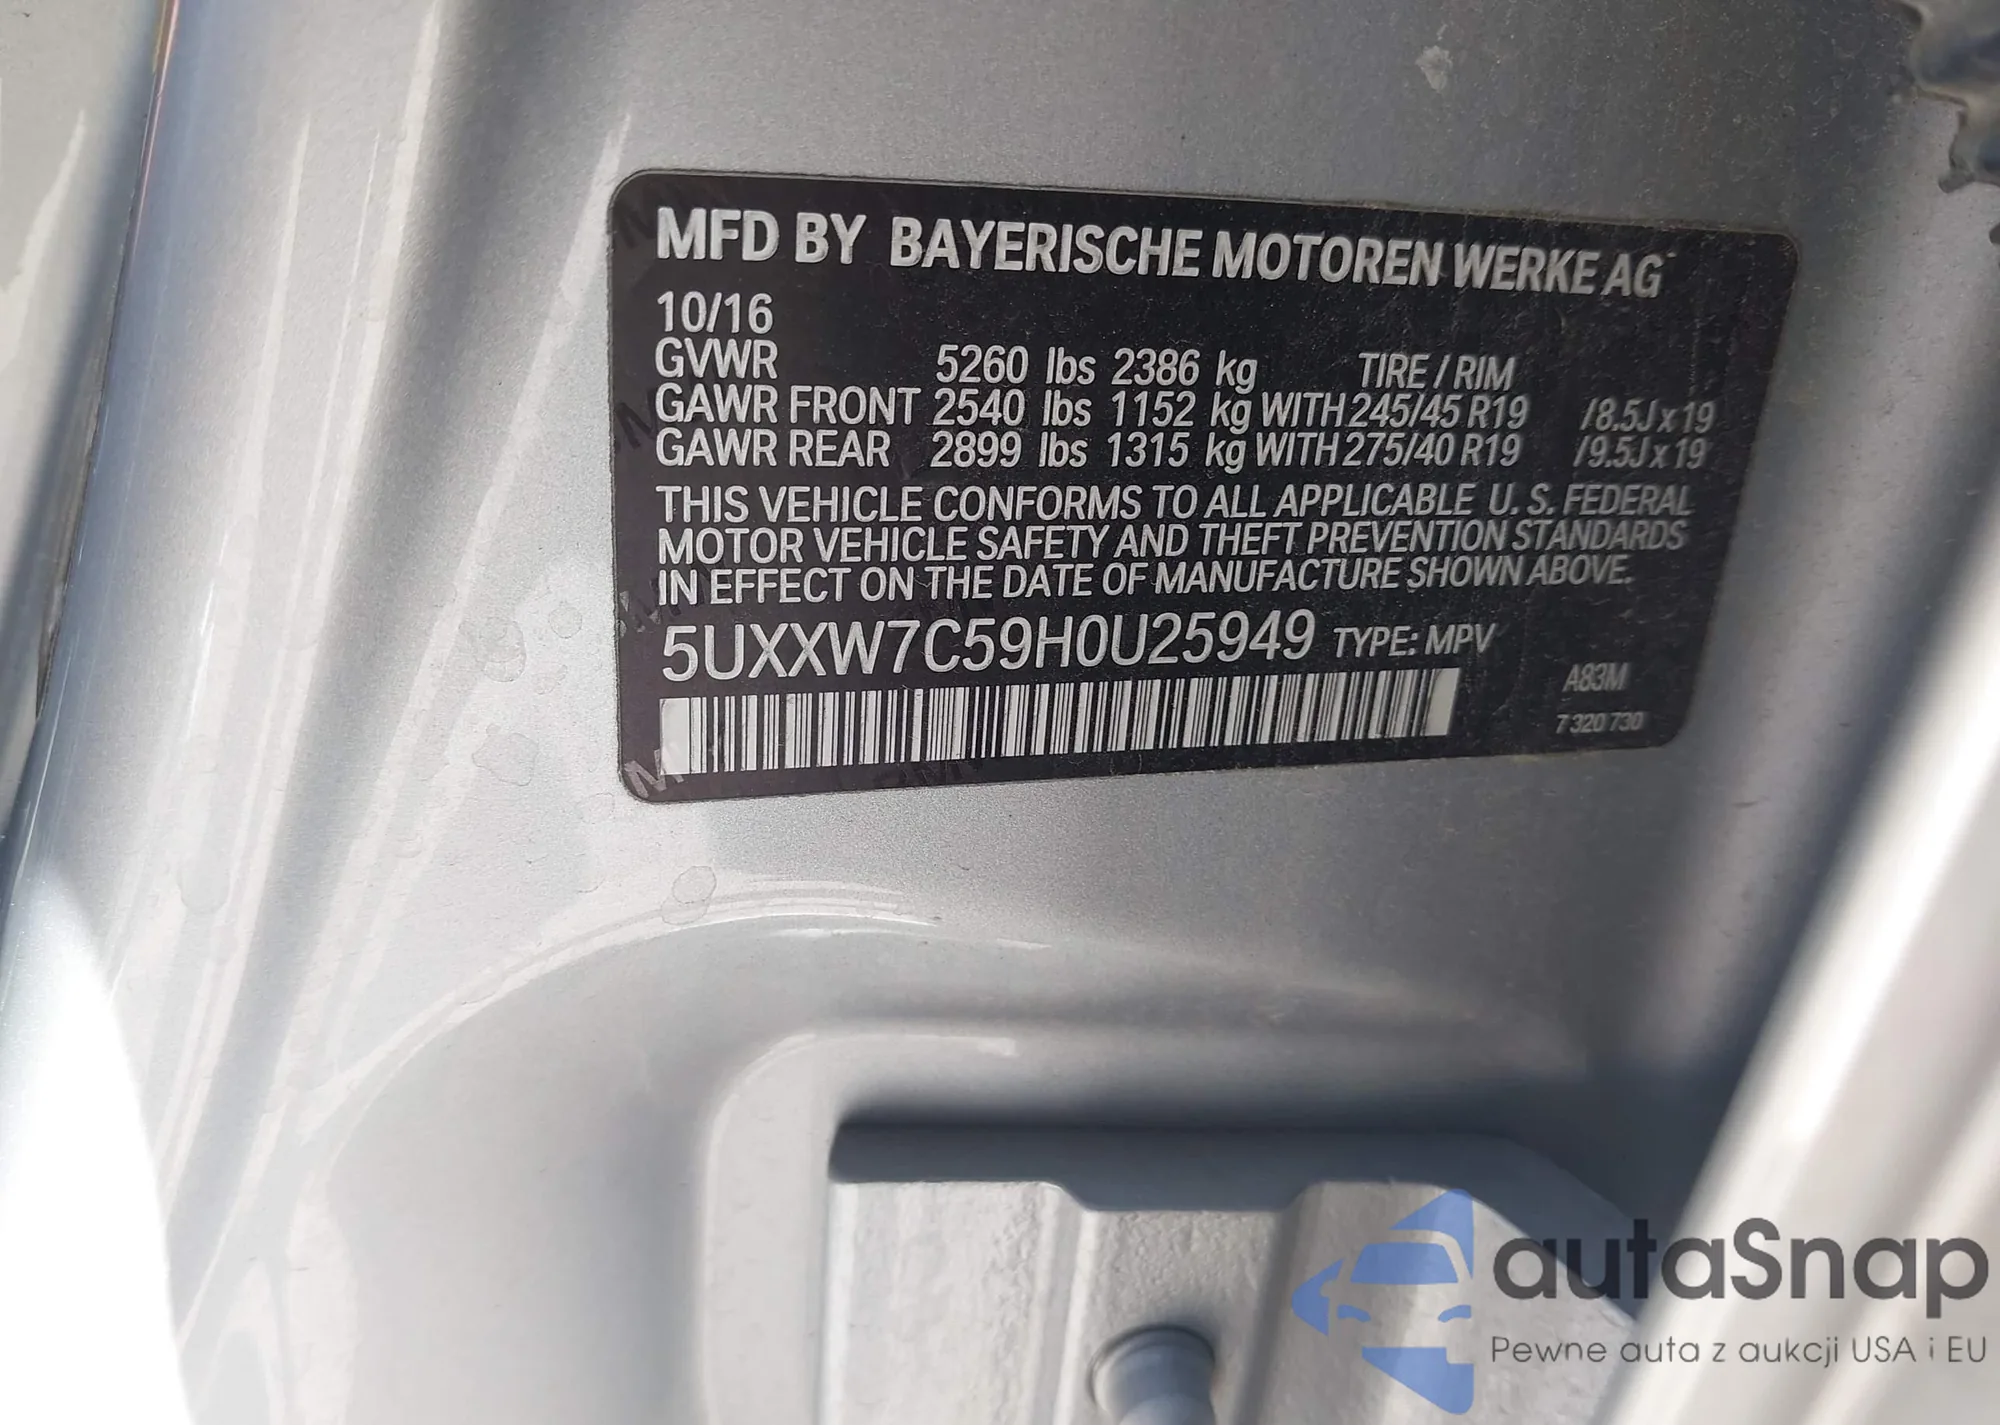 MFD BY BAYERISCHE MOTOREN WERKE AG
10/16
GVWR 5260 lbs 2386 kg TIRE / RIM
GAWR FRONT 2540 lbs 1152 kg WITH 245/45 R19 /8.5J x 19
GAWR REAR 2899 lbs 1315 kg WITH 275/40 R19 /9.5J x 19
THIS VEHICLE CONFORMS TO ALL APPLICABLE U. S. FEDERAL
MOTOR VEHICLE SAFETY AND THEFT PREVENTION STANDARDS
IN EFFECT ON THE DATE OF MANUFACTURE SHOWN ABOVE.
5UXXW7C59H0U25949 TYPE: MPV
A83M
7 320 730
autaSnap
Pewne auta z aukcji USA i EU